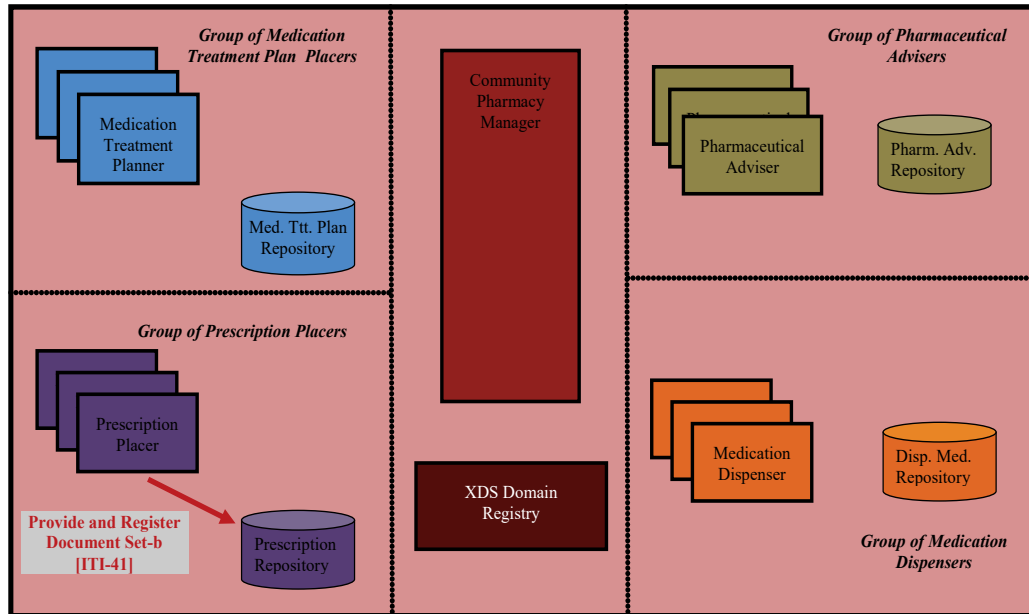 Group of Medication
Treatment Plan Placers
Medication
Treatment
Planner
Med. Ttt. Plan
Repository
Community
Pharmacy
Manager
Group of Pharmaceutical
Advisers
Pharmaceutical
Adviser
Pharm. Adv.
Repository
Group of Prescription Placers
Prescription
Placer
Provide and Register
Document Set-b
[ITI-41]
Prescription
Repository
XDS Domain
Registry
Medication
Dispenser
Disp. Med.
Repository
Group of Medication
Dispensers